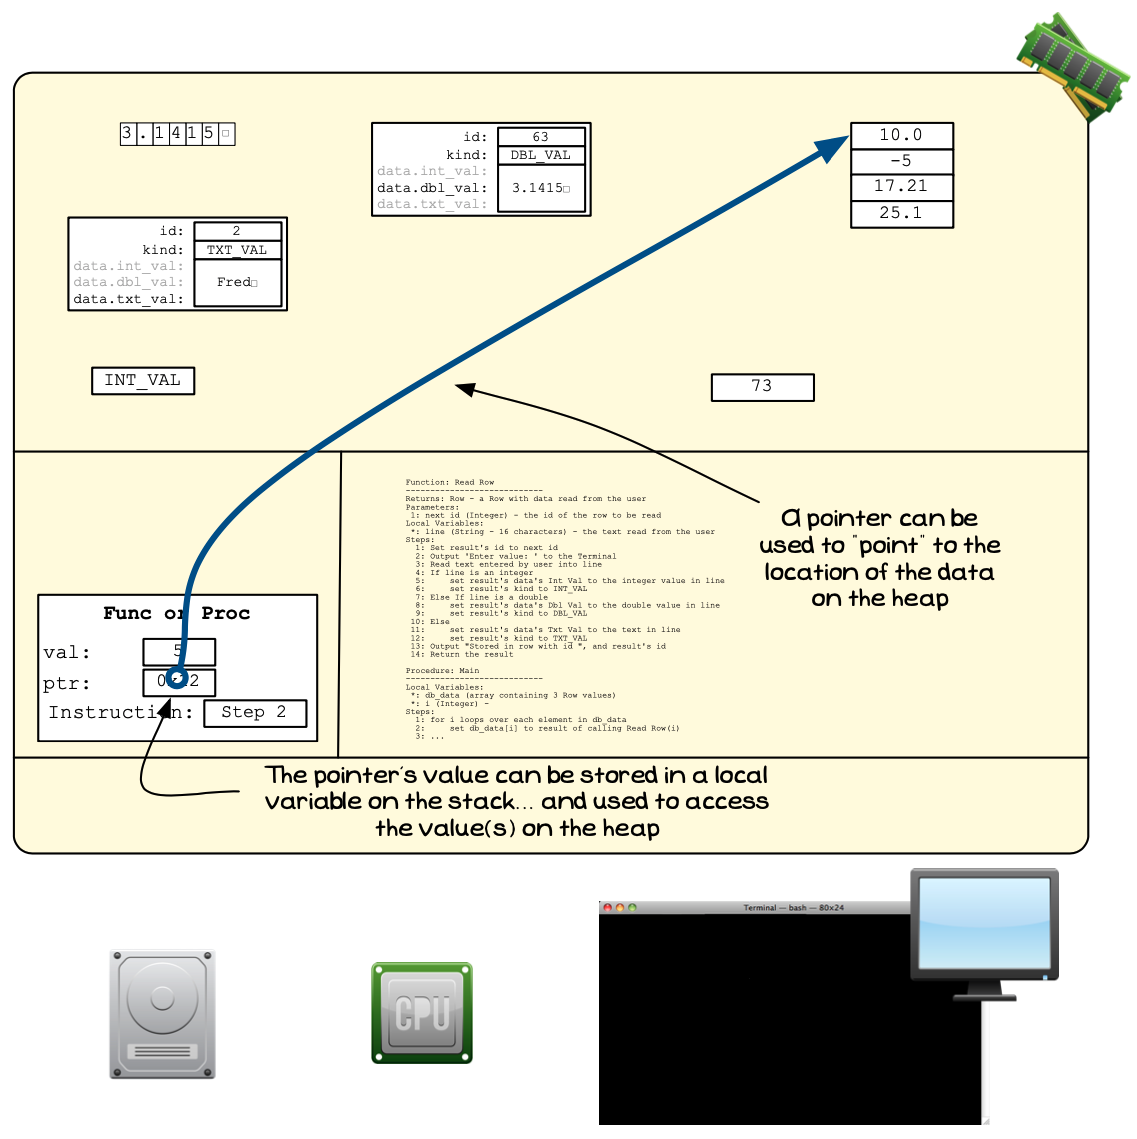 3.1415□
id: 63
kind: DBL_VAL
data.int_val:
data.dbl_val: 3.1415□
data.txt_val:
10.0
-5
17.21
25.1
id: 2
kind: TXT_VAL
data.int_val:
data.dbl_val: Fred□
data.txt_val:
INT_VAL
73
Function: Read Row
----------------------------
Returns: Row - a Row with data read from the user
Parameters:
1: next id (Integer) - the id of the row to be read
Local Variables:
*: line (String - 16 characters) - the text read from the user
Steps:
1: Set result's id to next id
2: Output 'Enter value: ' to the Terminal
3: Read text entered by user into line
4: If line is an integer
5: set result's data's Int Val to the integer value in line
6: set result's kind to INT_VAL
7: Else If line is a double
8: set result's data's Dbl Val to the double value in line
9: set result's kind to DBL_VAL
10: Else
11: set result's data's Txt Val to the text in line
12: set result's kind to TXT_VAL
13: Output "Stored in row with id ", and result's id
14: Return the result
Procedure: Main
----------------------------
Local Variables:
*: db_data (array containing 3 Row values)
*: i (Integer) -
Steps:
1: for i loops over each element in db_data
2: set db_data[i] to result of calling Read Row(i)
3: ...
A pointer can be
used to "point" to the
location of the data
on the heap
Func or Proc
val: 5
ptr: 0x12
Instruction: Step 2
The pointer's value can be stored in a local
variable on the stack... and used to access
the value(s) on the heap
Terminal — bash — 80x24
CPU